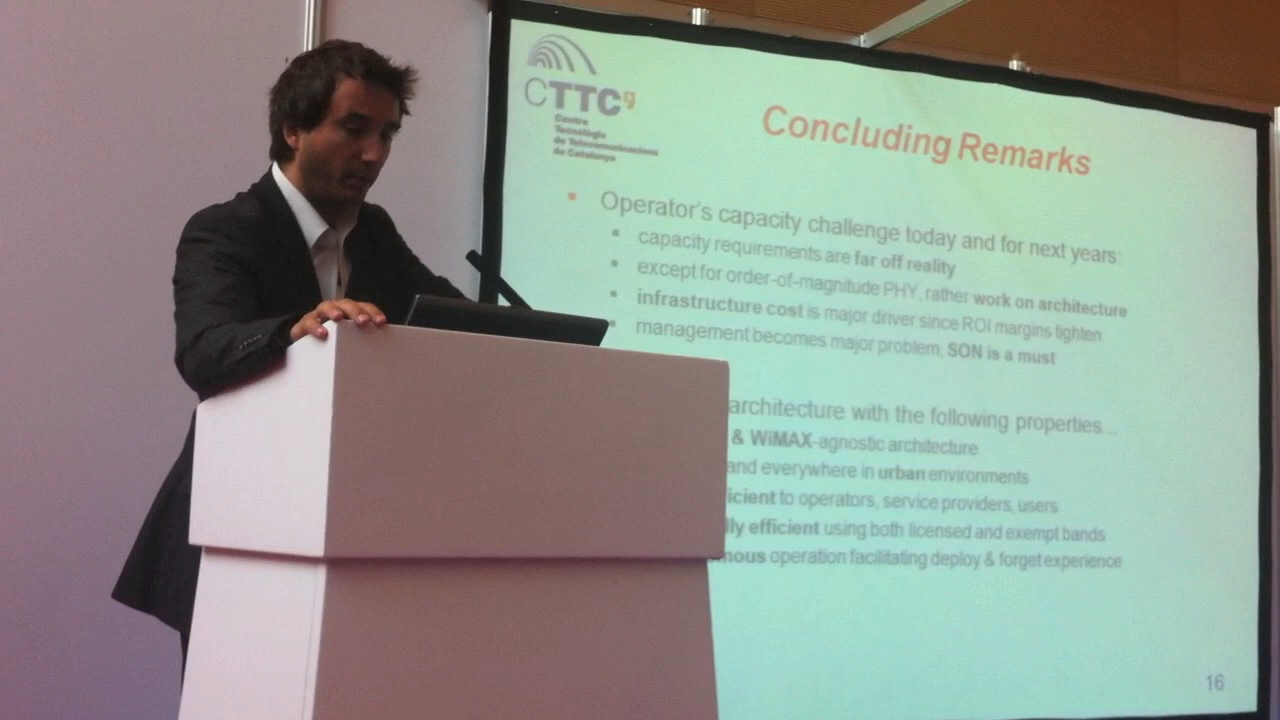 CTTC9
Centre
Tecnològic
de Telecomunicacions
de Catalunya
Concluding Remarks
Operator's capacity challenge today and for next years:
capacity requirements are far off reality
except for order-of-magnitude PHY, rather work on architecture
infrastructure cost is major driver since ROI margins tighten
management becomes major problem, SON is a must
architecture with the following properties...
& WiMAX-agnostic architecture
and everywhere in urban environments
icient to operators, service providers, users
lly efficient using both licensed and exempt bands
nous operation facilitating deploy & forget experience
16